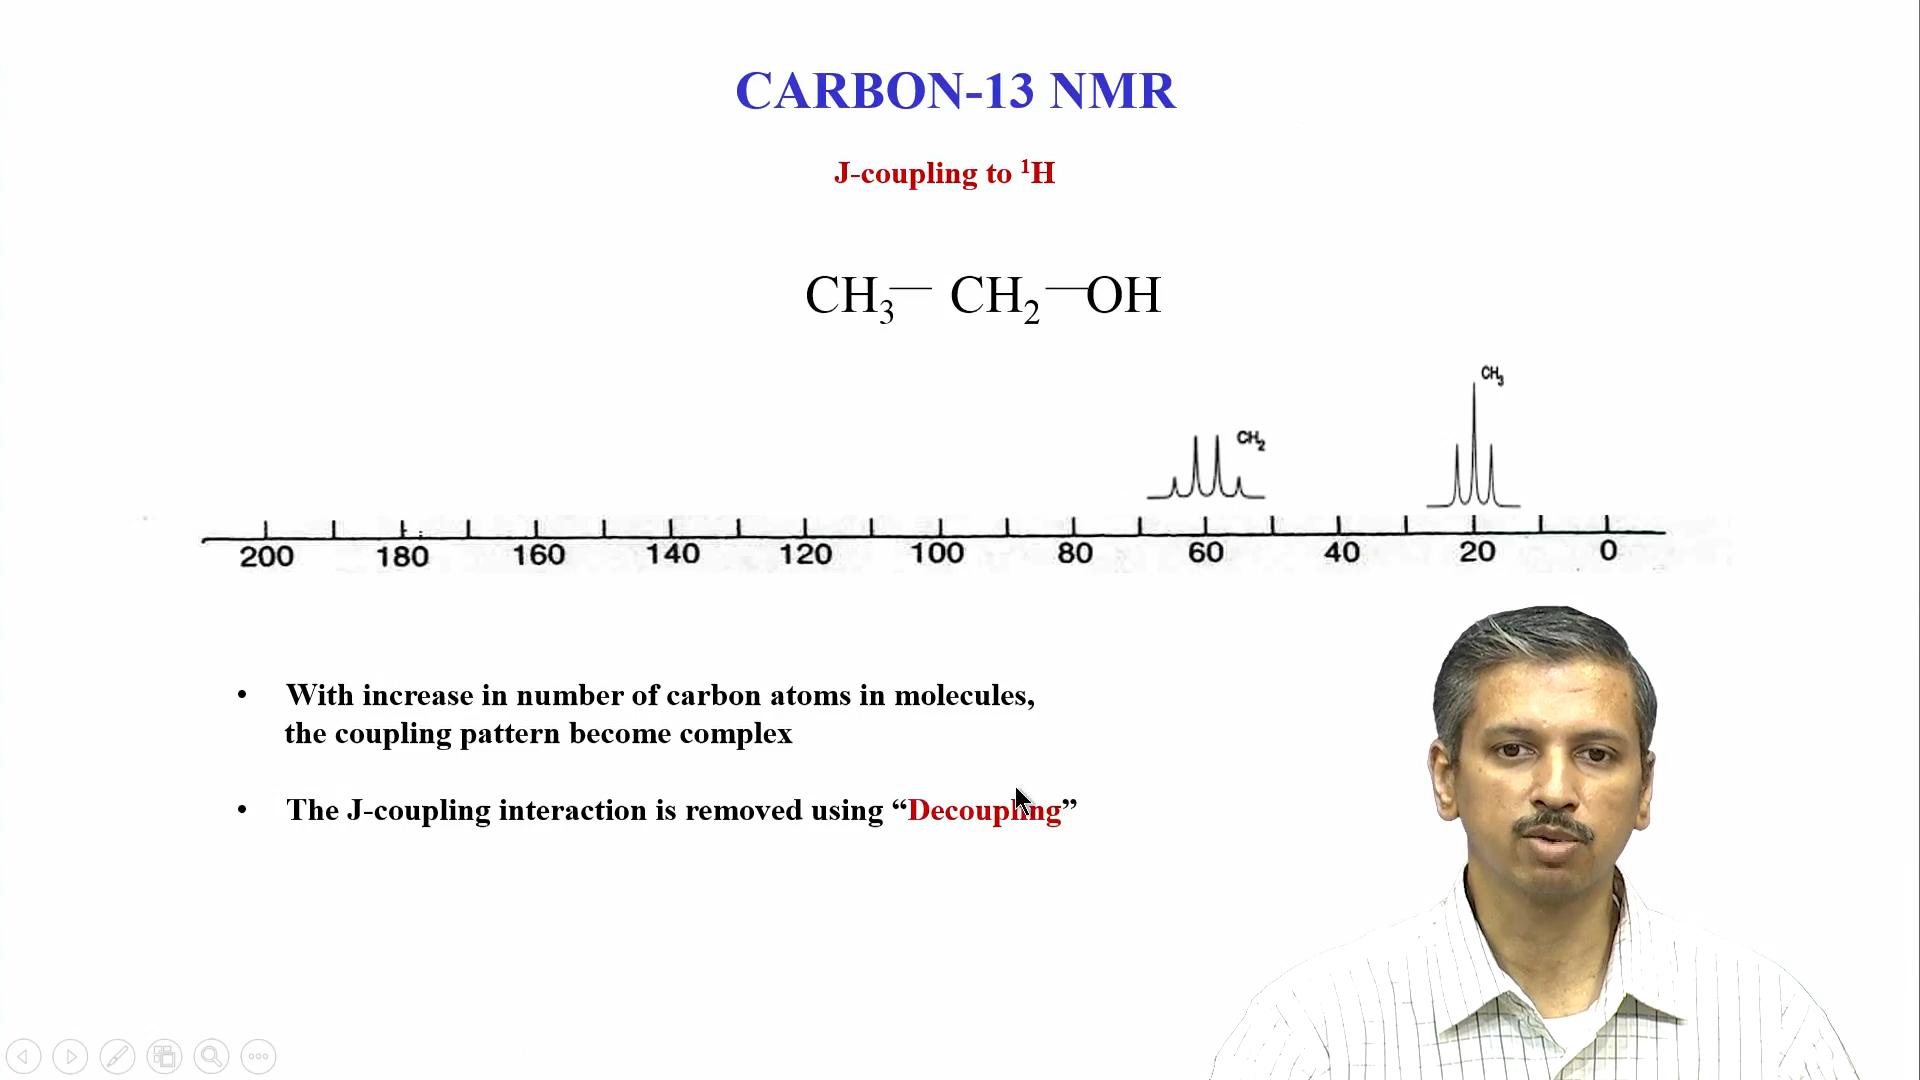 CARBON-13 NMR
J-coupling to ¹H
CH₃— CH₂—OH
CH₃
CH₂
200 180 160 140 120 100 80 60 40 20 0
• With increase in number of carbon atoms in molecules,
the coupling pattern become complex
• The J-coupling interaction is removed using “Decoupling”